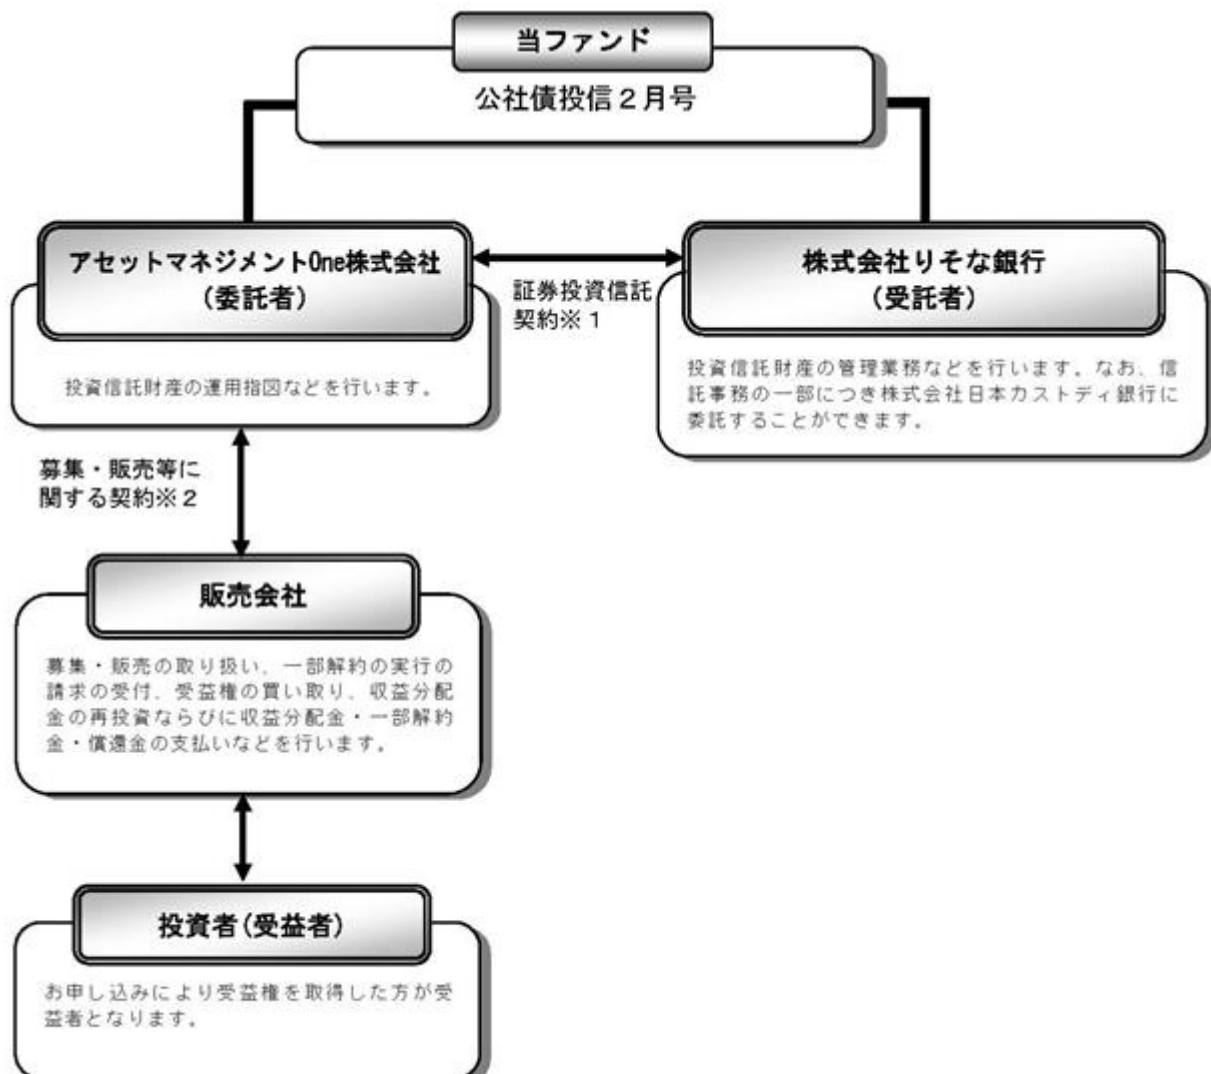 当ファンド
公社債投信２月号
アセットマネジメントOne株式会社
（委託者）
投資信託財産の運用指図などを行います。
証券投資信託
契約※１
株式会社りそな銀行
（受託者）
投資信託財産の管理業務などを行います。なお、信
託事務の一部につき株式会社日本カストディ銀行に
委託することができます。
募集・販売等に
関する契約※２
販売会社
募集・販売の取り扱い、一部解約の実行の
請求の受付、受益権の買い取り、収益分配
金の再投資ならびに収益分配金・一部解約
金・償還金の支払いなどを行います。
投資者(受益者)
お申し込みにより受益権を取得した方が受
益者となります。